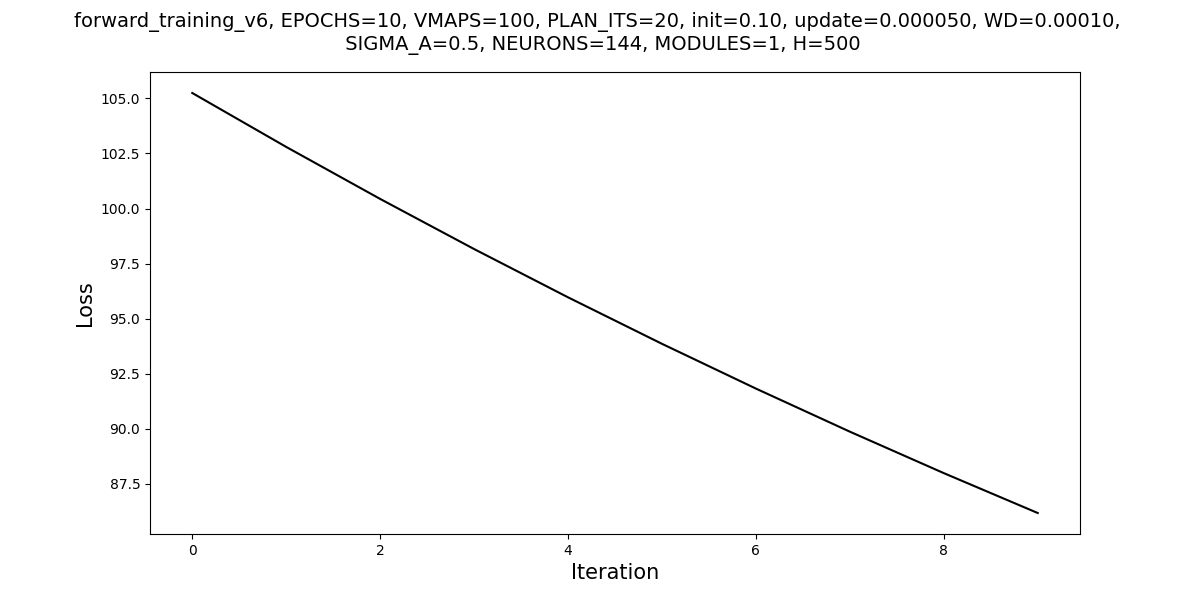 forward_training_v6, EPOCHS=10, VMAPS=100, PLAN_ITS=20, init=0.10, update=0.000050, WD=0.00010,
SIGMA_A=0.5, NEURONS=144, MODULES=1, H=500
105.0
102.5
100.0
97.5
95.0
92.5
90.0
87.5
Loss
0 2 4 6 8
Iteration